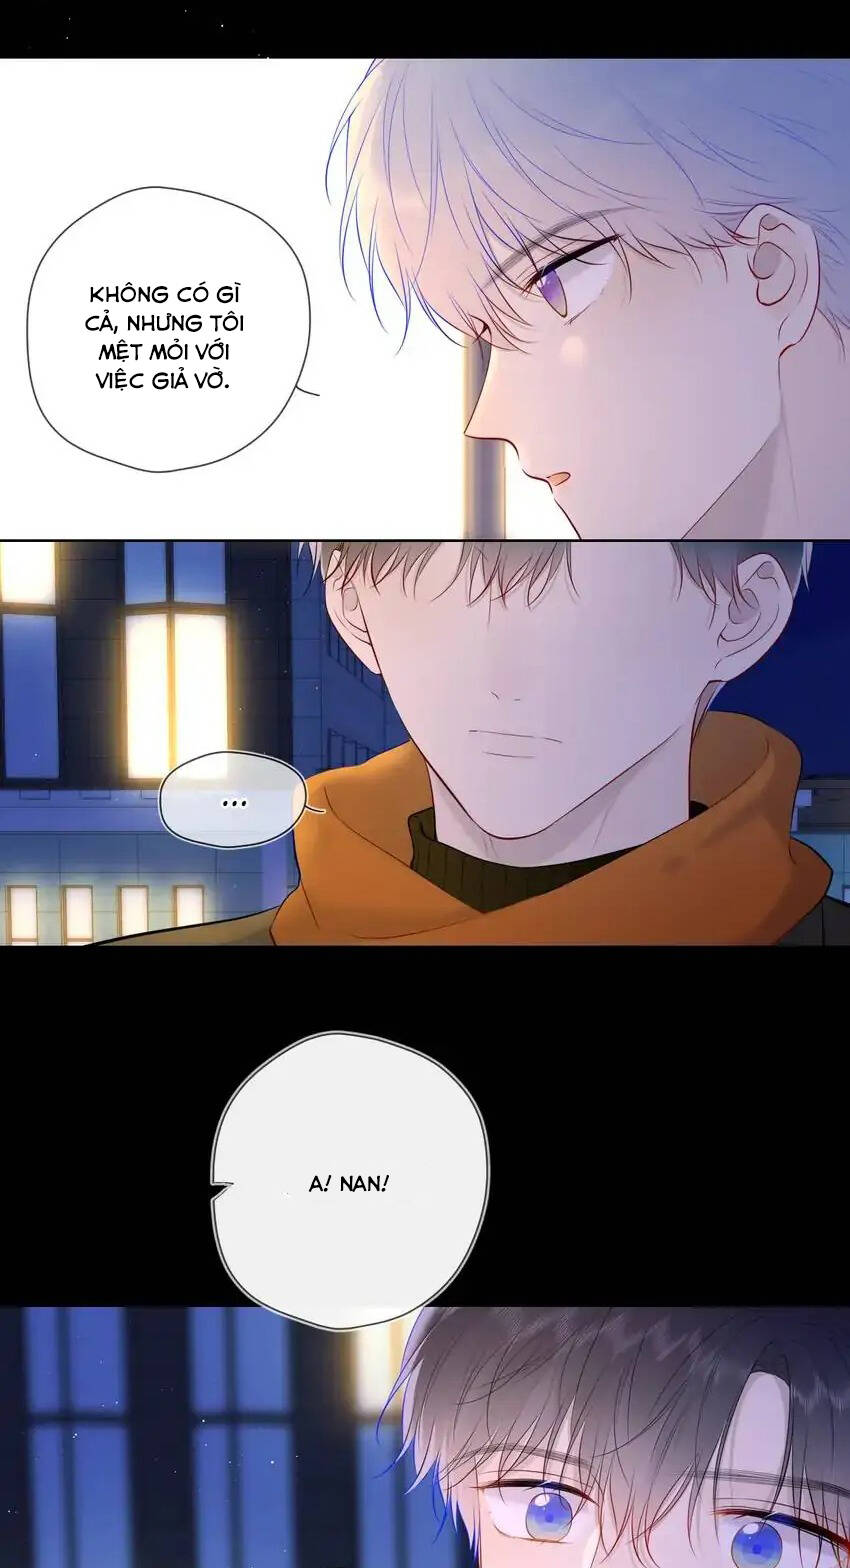 KHÔNG CÓ GÌ
CẢ, NHƯNG TÔI
MỆT MỎI VỚI
VIỆC GIẢ VỜ.
...
A! NAN!